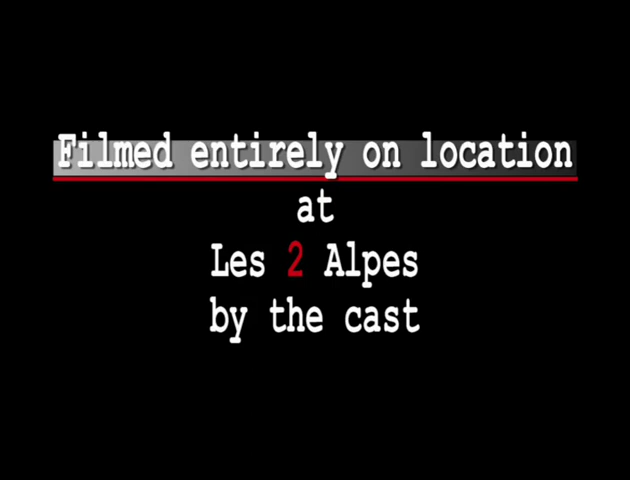 Filmed entirely on location
at
Les 2 Alpes
by the cast